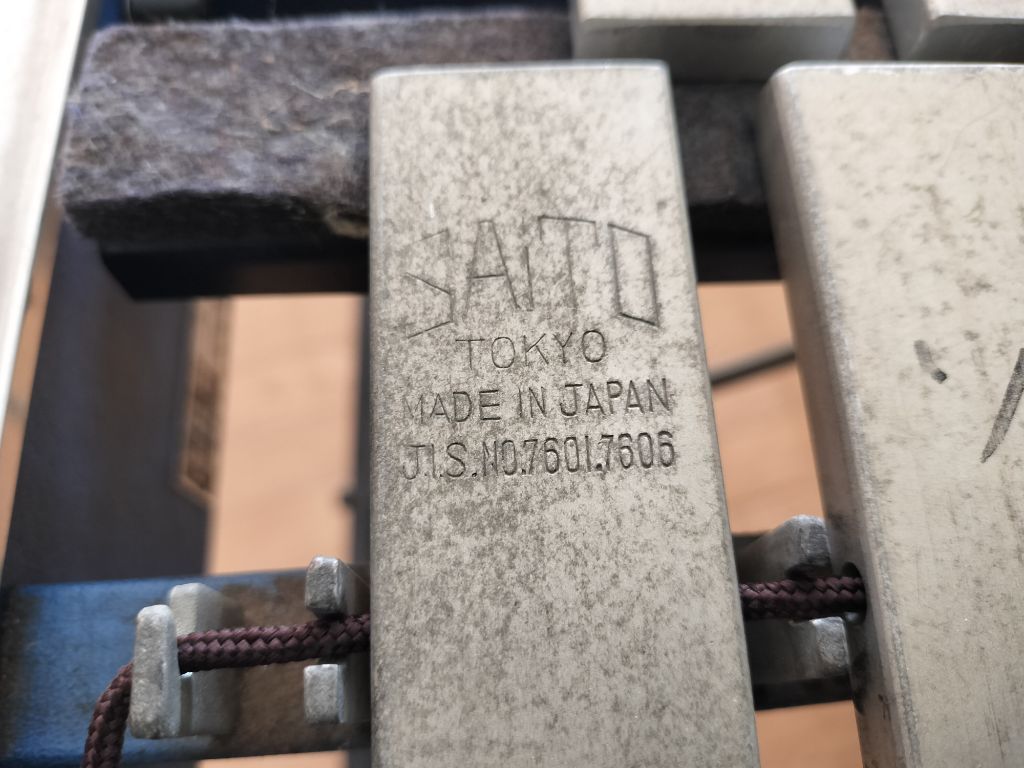 SAiTO
TOKYO
MADE IN JAPAN
J.I.S.NO.7601.7606